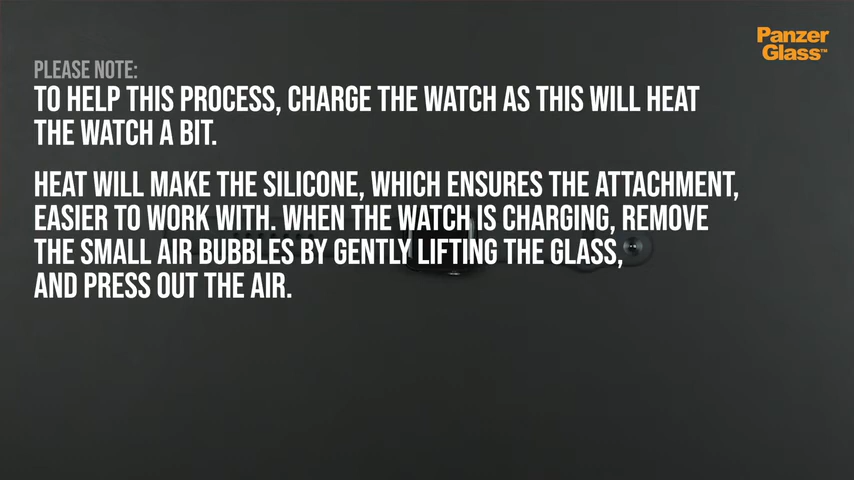 Panzer
Glass™
PLEASE NOTE:
TO HELP THIS PROCESS, CHARGE THE WATCH AS THIS WILL HEAT
THE WATCH A BIT.
HEAT WILL MAKE THE SILICONE, WHICH ENSURES THE ATTACHMENT,
EASIER TO WORK WITH. WHEN THE WATCH IS CHARGING, REMOVE
THE SMALL AIR BUBBLES BY GENTLY LIFTING THE GLASS,
AND PRESS OUT THE AIR.